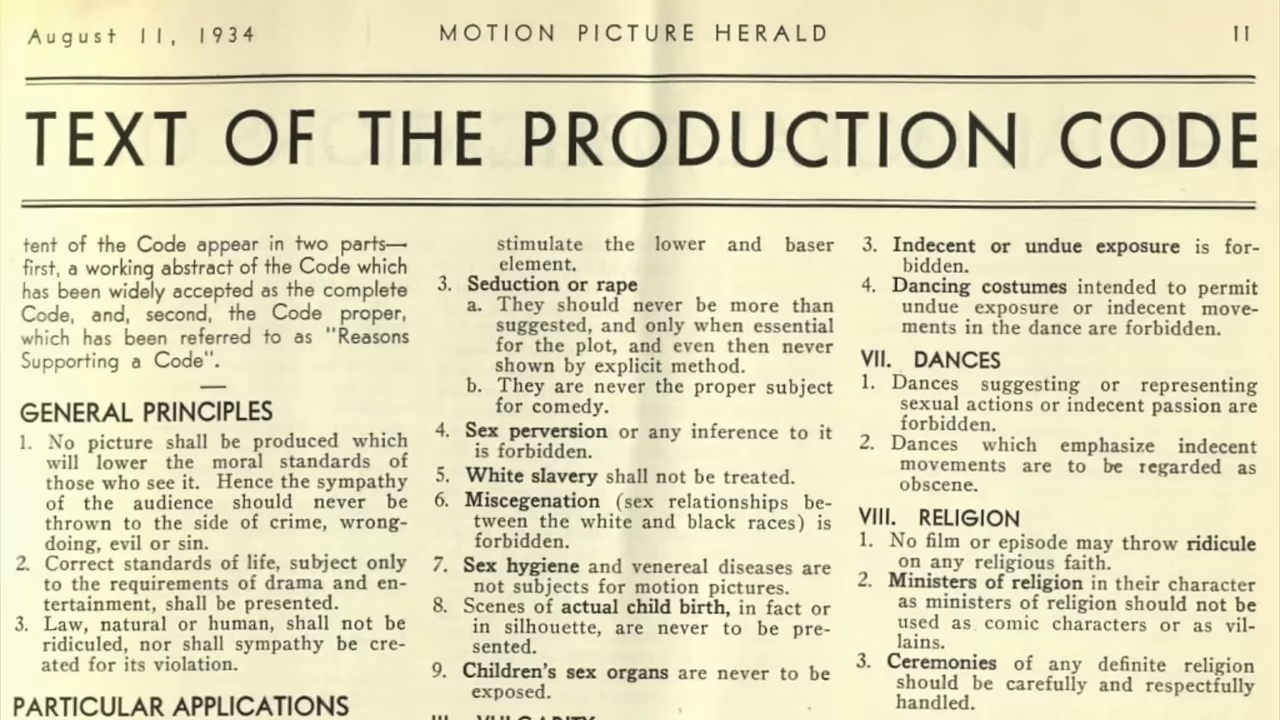 August 11, 1934
MOTION PICTURE HERALD
11
TEXT OF THE PRODUCTION CODE
tent of the Code appear in two parts—
first, a working abstract of the Code which
has been widely accepted as the complete
Code, and, second, the Code proper,
which has been referred to as "Reasons
Supporting a Code".
GENERAL PRINCIPLES
1. No picture shall be produced which
will lower the moral standards of
those who see it. Hence the sympathy
of the audience should never be
thrown to the side of crime, wrong-
doing, evil or sin.
2. Correct standards of life, subject only
to the requirements of drama and en-
tertainment, shall be presented.
3. Law, natural or human, shall not be
ridiculed, nor shall sympathy be cre-
ated for its violation.
PARTICULAR APPLICATIONS
stimulate the lower and baser
element.
3. Seduction or rape
a. They should never be more than
suggested, and only when essential
for the plot, and even then never
shown by explicit method.
b. They are never the proper subject
for comedy.
4. Sex perversion or any inference to it
is forbidden.
5. White slavery shall not be treated.
6. Miscegenation (sex relationships be-
tween the white and black races) is
forbidden.
7. Sex hygiene and venereal diseases are
not subjects for motion pictures.
8. Scenes of actual child birth, in fact or
in silhouette, are never to be pre-
sented.
9. Children's sex organs are never to be
exposed.
III. VULGARITY
3. Indecent or undue exposure is for-
bidden.
4. Dancing costumes intended to permit
undue exposure or indecent move-
ments in the dance are forbidden.
VII. DANCES
1. Dances suggesting or representing
sexual actions or indecent passion are
forbidden.
2. Dances which emphasize indecent
movements are to be regarded as
obscene.
VIII. RELIGION
1. No film or episode may throw ridicule
on any religious faith.
2. Ministers of religion in their character
as ministers of religion should not be
used as comic characters or as vil-
lains.
3. Ceremonies of any definite religion
should be carefully and respectfully
handled.